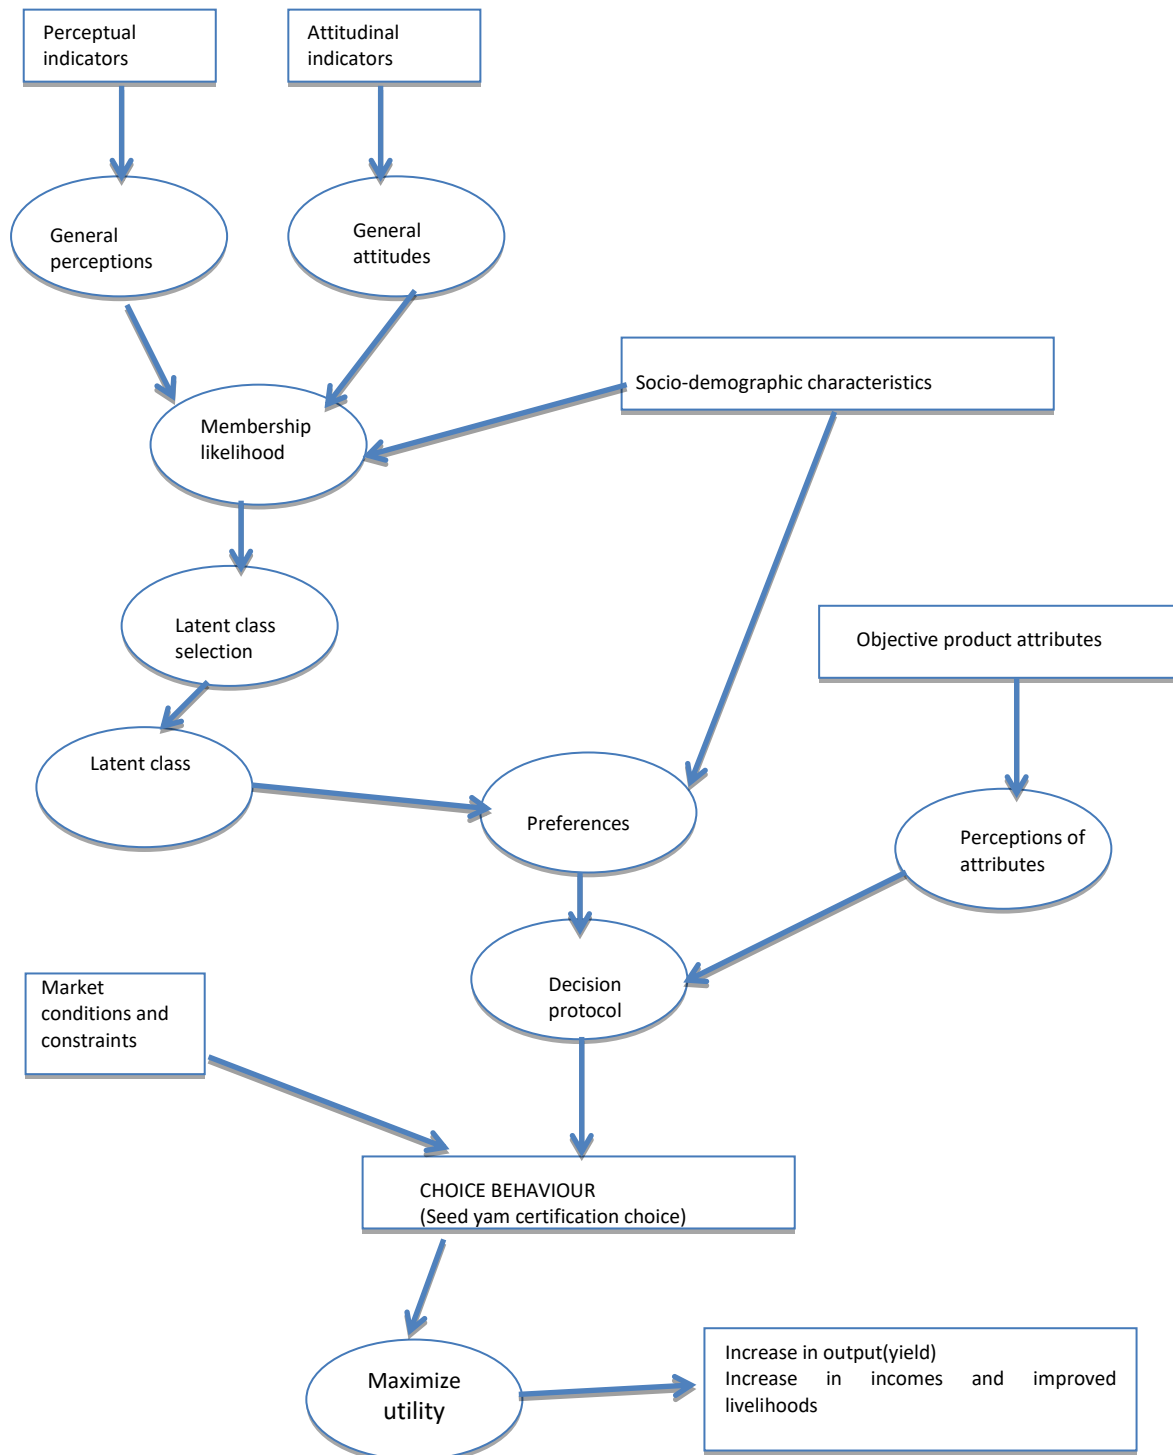 Perceptual
indicators
Attitudinal
indicators
General
perceptions
General
attitudes
Socio-demographic characteristics
Membership
likelihood
Latent class
selection
Objective product attributes
Latent class
Preferences
Perceptions of
attributes
Decision
protocol
Market
conditions and
constraints
CHOICE BEHAVIOUR
(Seed yam certification choice)
Maximize
utility
Increase in output(yield)
Increase in incomes and improved
livelihoods